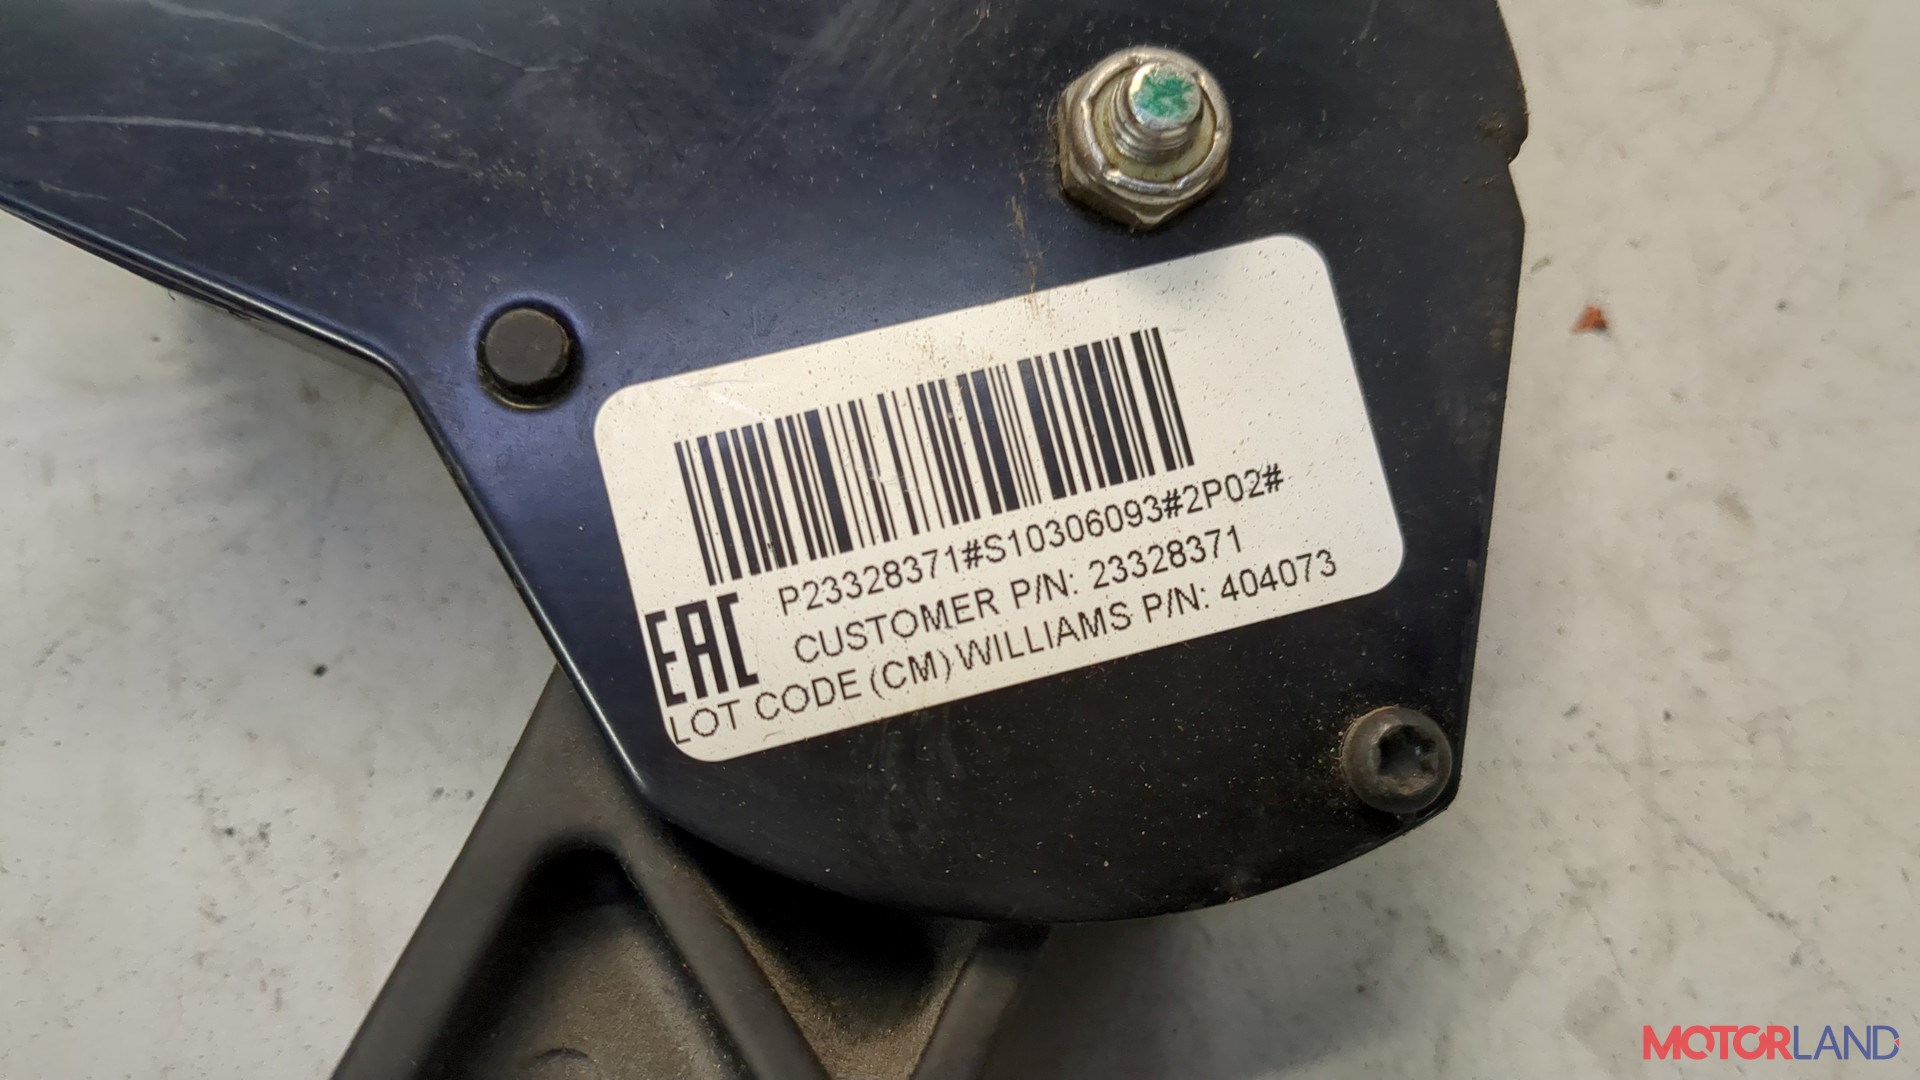 P23328371#S10306093#2P02#
CUSTOMER P/N: 23328371
EAC
LOT CODE (CM) WILLIAMS P/N: 404073
MOTORLAND